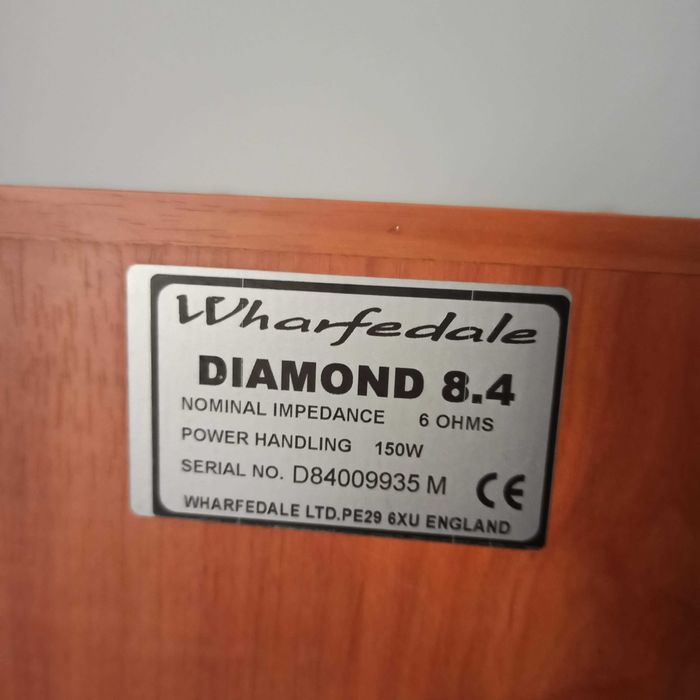 Wharfedale
DIAMOND 8.4
NOMINAL IMPEDANCE 6 OHMS
POWER HANDLING 150W
SERIAL NO. D84009935 M CE
WHARFEDALE LTD.PE29 6XU ENGLAND